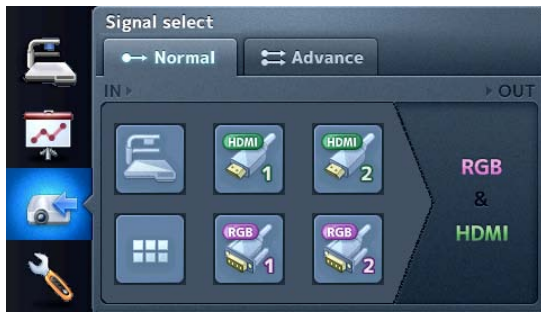 Signal select
Normal
Advance
IN
OUT
HDMI
1
HDMI
2
RGB
1
RGB
2
RGB
&
HDMI